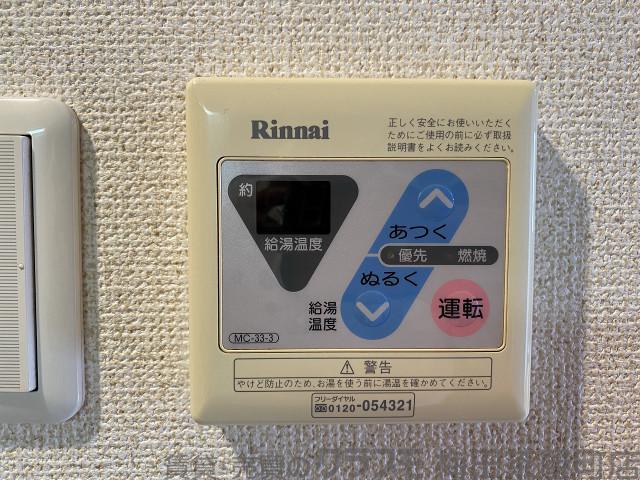 Rinnai
正しく安全にお使いいただく
ためにご使用の前に必ず取扱
説明書をよくお読みください。
約
給湯温度
あつく
優先 燃焼
ぬるく
給湯
温度
運転
MC-33-3
⚠ 警告
やけど防止のため、お湯を使う前に湯温を確かめてください。
フリーダイヤル
0120-054321